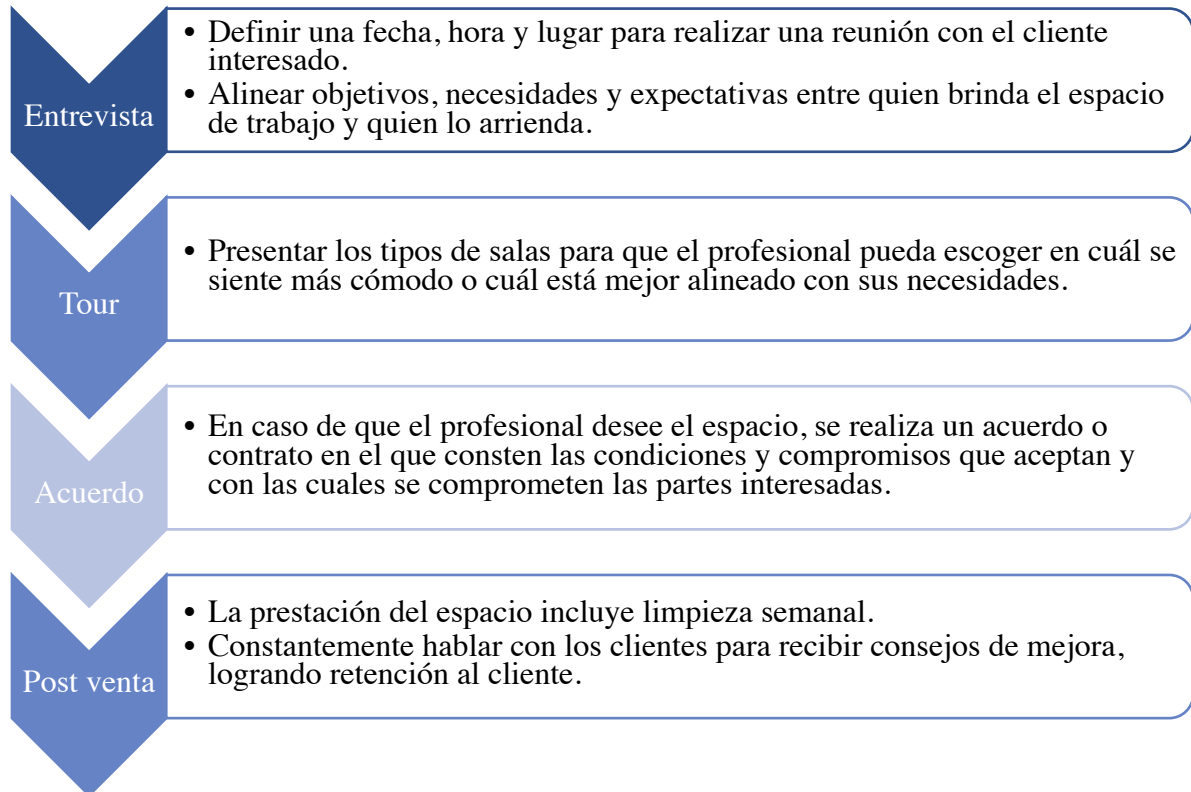 Entrevista
• Definir una fecha, hora y lugar para realizar una reunión con el cliente
interesado.
• Alinear objetivos, necesidades y expectativas entre quien brinda el espacio
de trabajo y quien lo arrienda.
Tour
• Presentar los tipos de salas para que el profesional pueda escoger en cuál se
siente más cómodo o cuál está mejor alineado con sus necesidades.
Acuerdo
• En caso de que el profesional desee el espacio, se realiza un acuerdo o
contrato en el que consten las condiciones y compromisos que aceptan y
con las cuales se comprometen las partes interesadas.
Post venta
• La prestación del espacio incluye limpieza semanal.
• Constantemente hablar con los clientes para recibir consejos de mejora,
logrando retención al cliente.